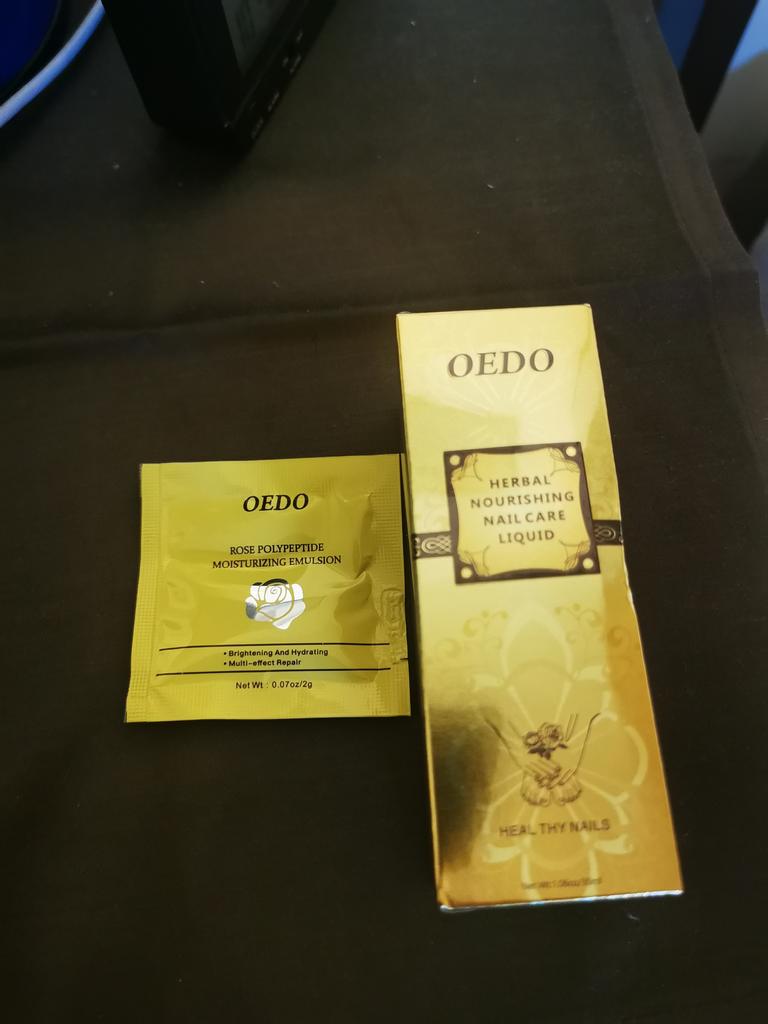 OEDO
ROSE POLYPEPTIDE
MOISTURIZING EMULSION
• Brightening And Hydrating
• Multi-effect Repair
Net Wt : 0.07oz/2g
OEDO
HERBAL
NOURISHING
NAIL CARE
LIQUID
HEAL THY NAILS